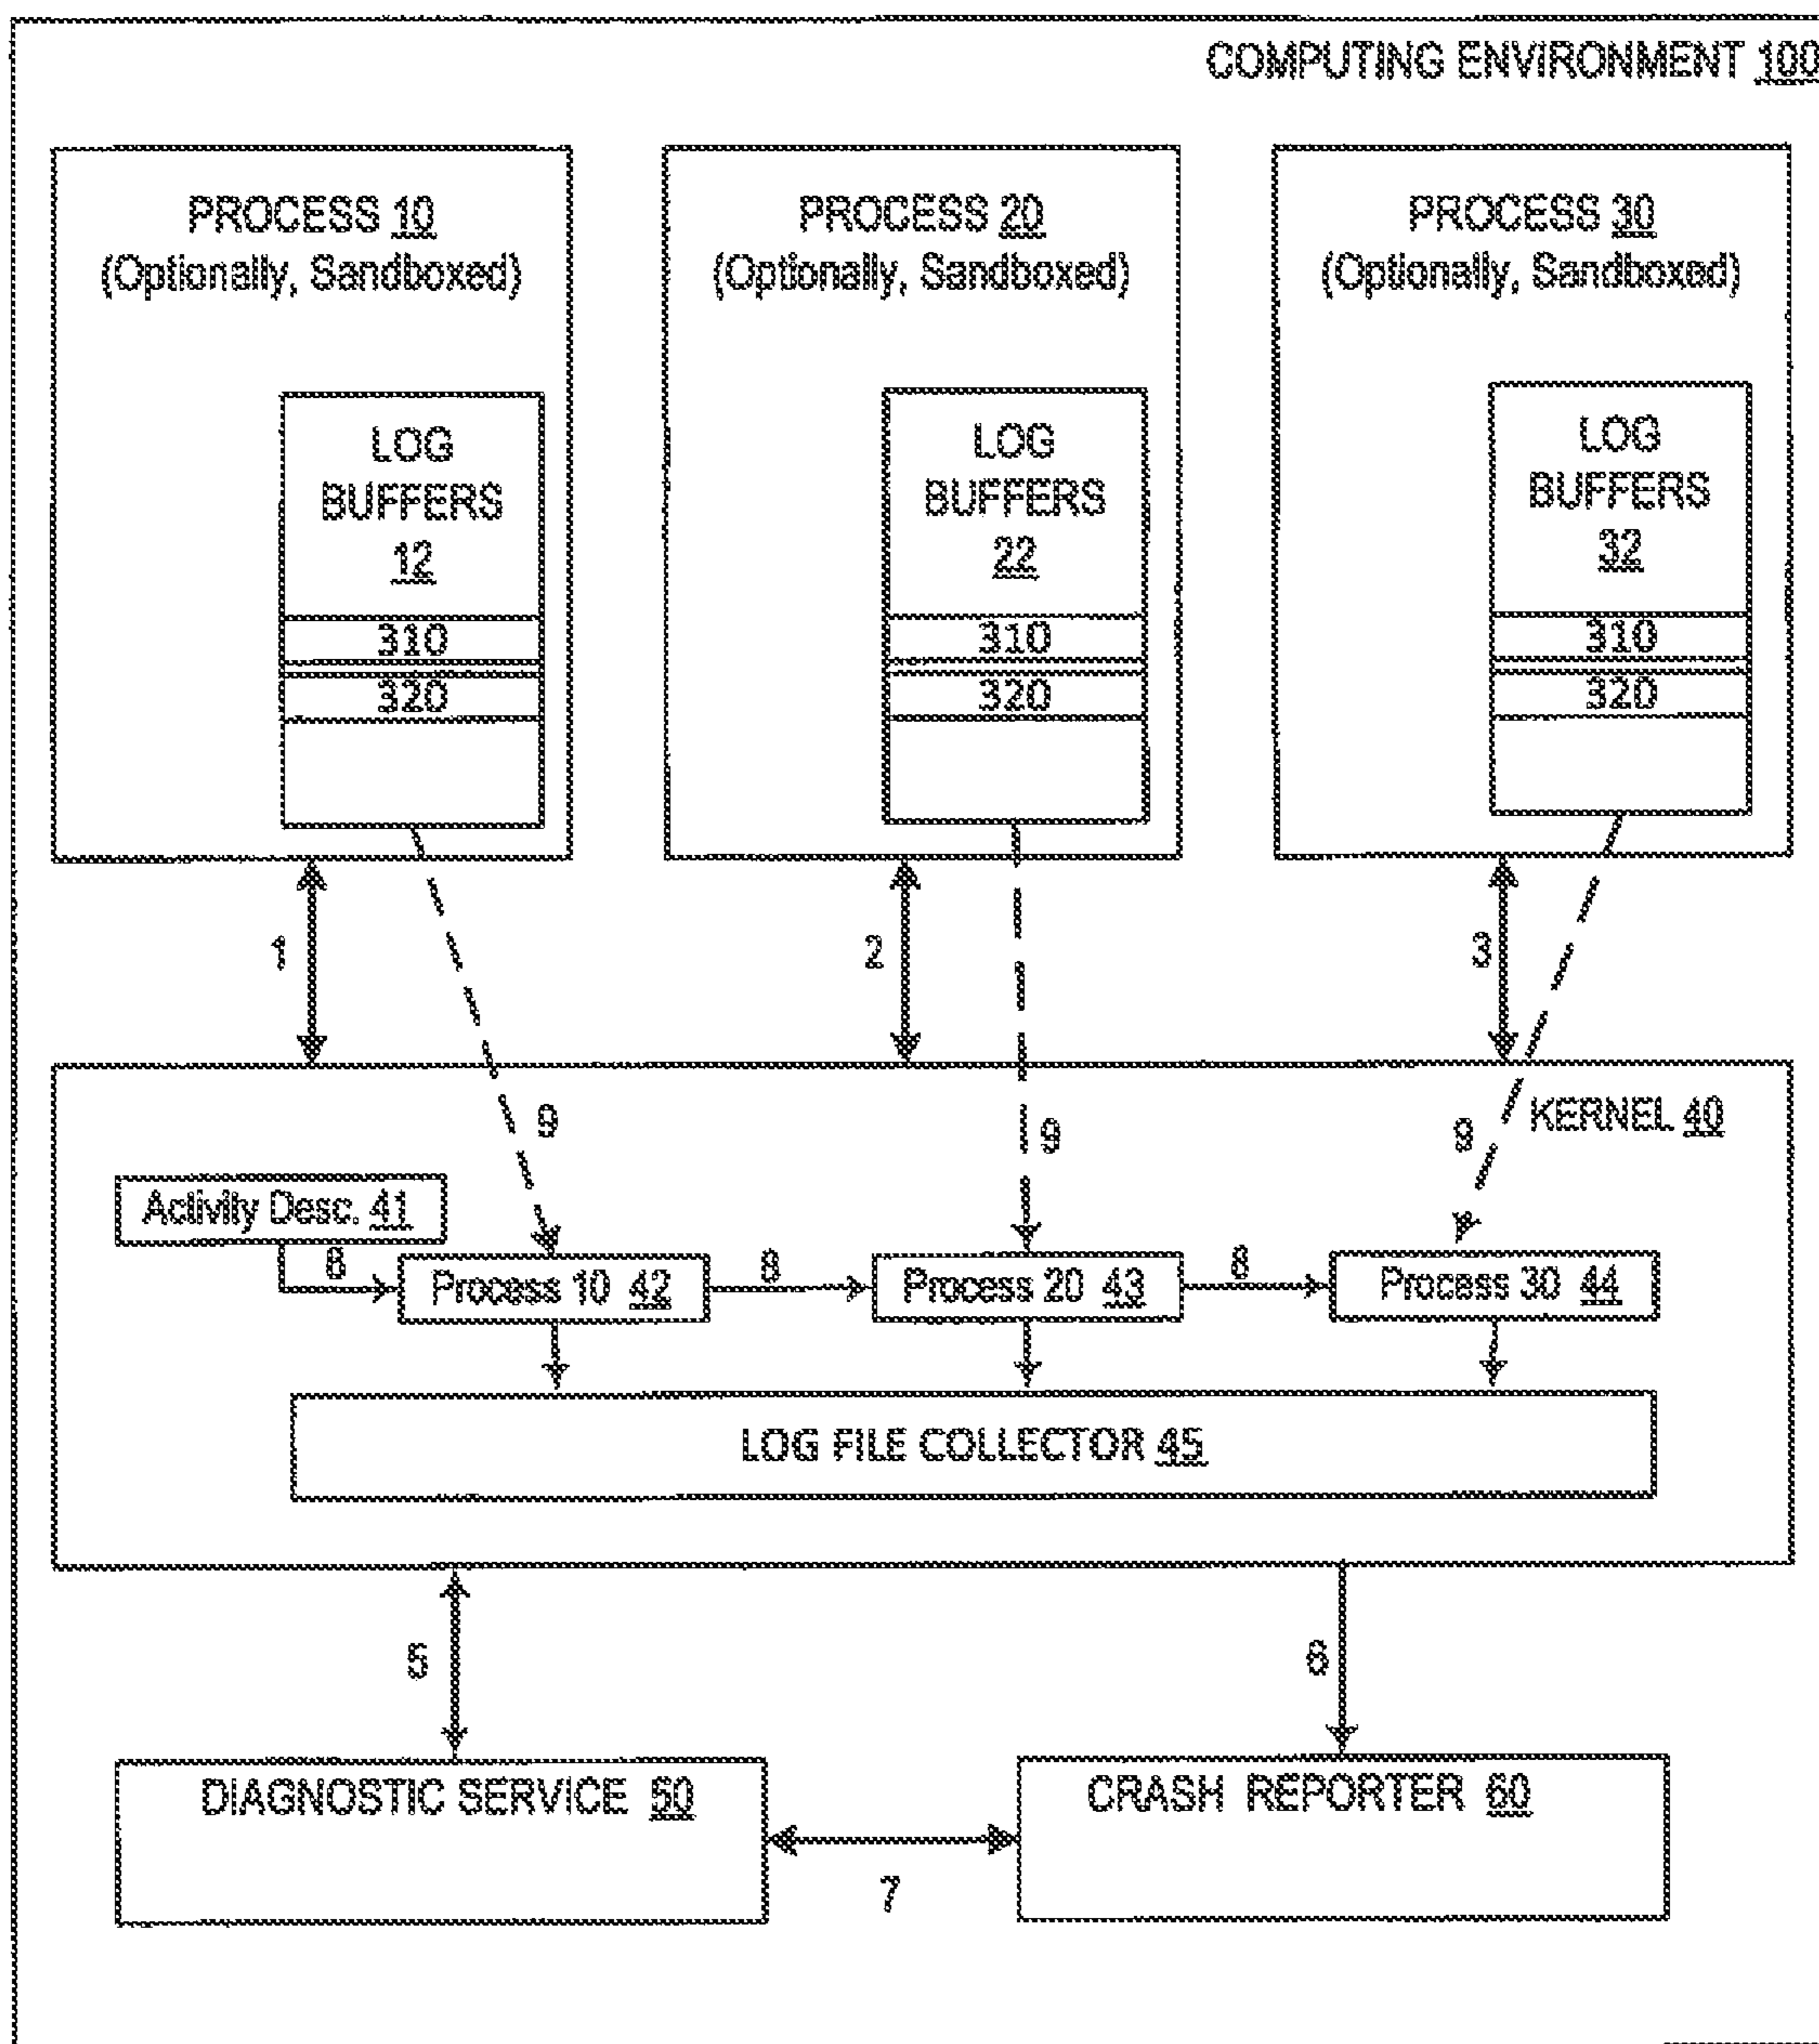 COMPUTING ENVIRONMENT 100
PROCESS 10
(Optionally, Sandboxed)
LOG
BUFFERS
12
310
320
PROCESS 20
(Optionally, Sandboxed)
LOG
BUFFERS
22
310
320
PROCESS 30
(Optionally, Sandboxed)
LOG
BUFFERS
32
310
320
1
2
3
KERNEL 40
9
9
9
Activity Desc. 41
8
Process 10 42
8
Process 20 43
8
Process 30 44
LOG FILE COLLECTOR 45
5
6
DIAGNOSTIC SERVICE 50
CRASH REPORTER 60
7